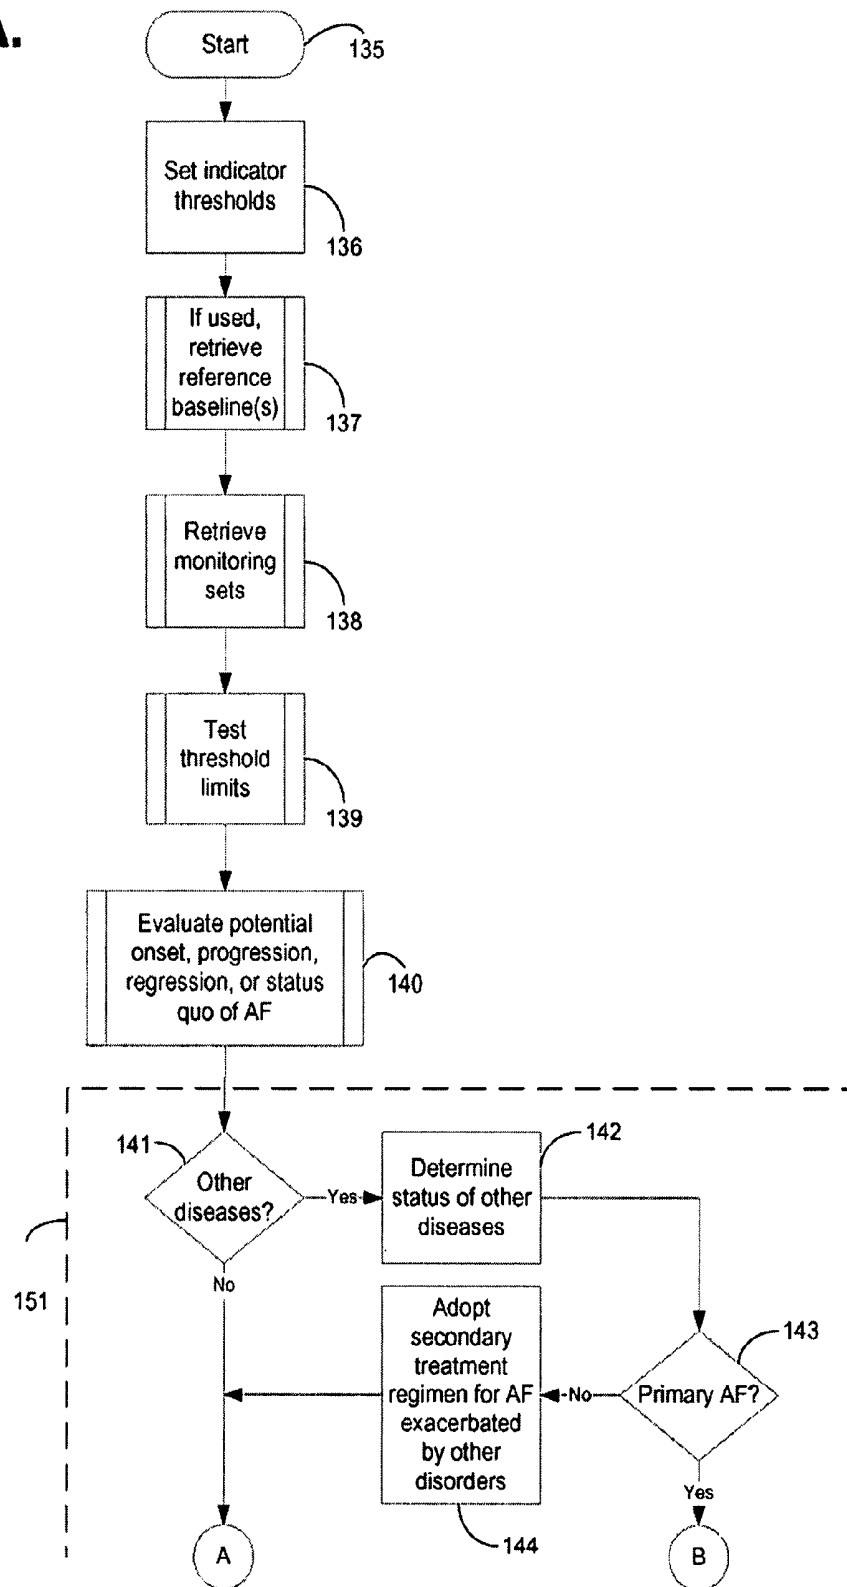 A.
Start
135
Set indicator
thresholds
136
If used,
retrieve
reference
baseline(s)
137
Retrieve
monitoring
sets
138
Test
threshold
limits
139
Evaluate potential
onset, progression,
regression, or status
quo of AF
140
141
Other
diseases?
Yes
142
Determine
status of other
diseases
No
151
143
Primary AF?
No
Adopt
secondary
treatment
regimen for AF
exacerbated
by other
disorders
144
Yes
A
B